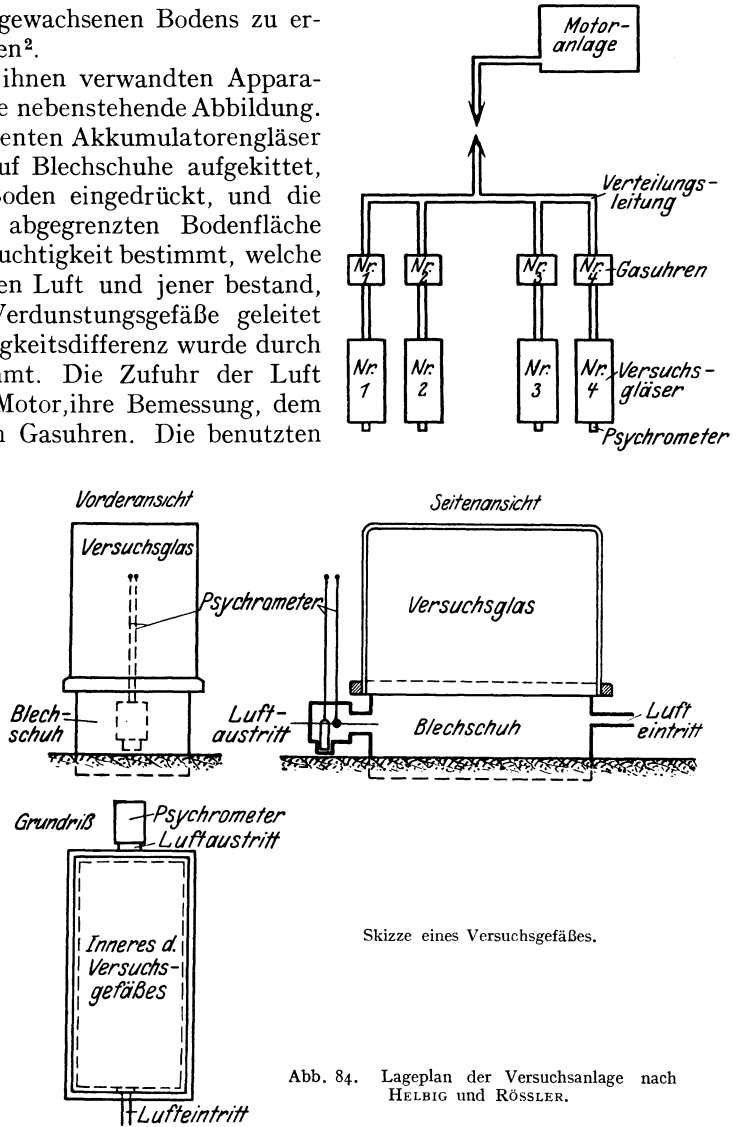 gewachsenen Bodens zu er-
en².
ihnen verwandten Appara-
e nebenstehende Abbildung.
enten Akkumulatorengläser
uf Blechschuhe aufgekittet,
oden eingedrückt, und die
abgegrenzten Bodenfläche
uchtigkeit bestimmt, welche
en Luft und jener bestand,
Verdunstungsgefäße geleitet
igkeitsdifferenz wurde durch
mt. Die Zufuhr der Luft
Motor, ihre Bemessung, dem
n Gasuhren. Die benutzten
Motor-
anlage
Verteilungs-
leitung
Nr. 1
Nr. 2
Nr. 3
Nr. 4
Gasuhren
Nr. 1
Nr. 2
Nr. 3
Nr. 4
Versuchs-
gläser
Psychrometer
Vorderansicht
Versuchsglas
Psychrometer
Blech-
schuh
Seitenansicht
Versuchsglas
Luft-
austritt
Blechschuh
Luft
eintritt
Grundriß
Psychrometer
Luftaustritt
Inneres d.
Versuchs-
gefäßes
Lufteintritt
Skizze eines Versuchsgefäßes.
Abb. 84. Lageplan der Versuchsanlage nach
HELBIG und RÖSSLER.